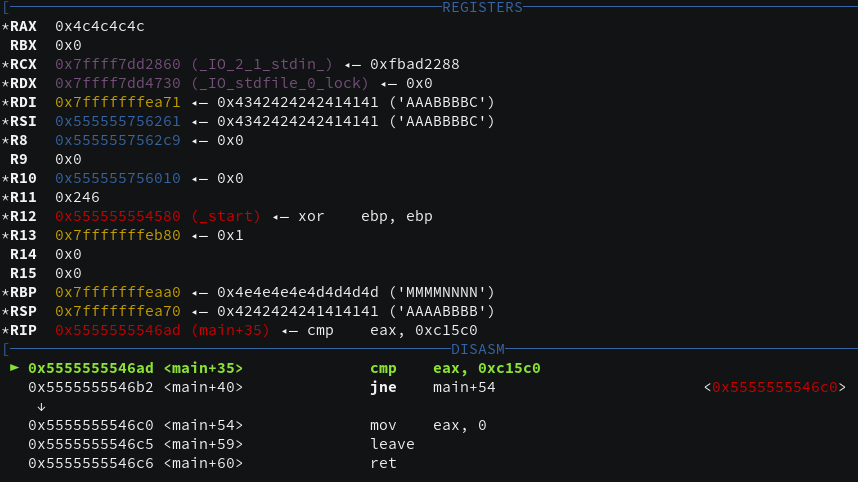 [─REGISTERS─
*RAX  0x4c4c4c4c
 RBX  0x0
*RCX  0x7ffff7dd2860 (_IO_2_1_stdin_) ◂— 0xfbad2288
*RDX  0x7ffff7dd4730 (_IO_stdfile_0_lock) ◂— 0x0
*RDI  0x7fffffffea71 ◂— 0x4342424242414141 ('AAABBBBC')
*RSI  0x555555756261 ◂— 0x4342424242414141 ('AAABBBBC')
*R8   0x5555557562c9 ◂— 0x0
 R9   0x0
*R10  0x555555756010 ◂— 0x0
*R11  0x246
*R12  0x555555554580 (_start) ◂— xor    ebp, ebp
*R13  0x7fffffffeb80 ◂— 0x1
 R14  0x0
 R15  0x0
*RBP  0x7fffffffeaa0 ◂— 0x4e4e4e4e4d4d4d4d ('MMMMNNNN')
*RSP  0x7fffffffea70 ◂— 0x4242424241414141 ('AAAABBBB')
*RIP  0x5555555546ad (main+35) ◂— cmp    eax, 0xc15c0
[─DISASM─
 ► 0x5555555546ad <main+35>              cmp    eax, 0xc15c0
   0x5555555546b2 <main+40>              jne    main+54                       <0x5555555546c0>
    ↓
   0x5555555546c0 <main+54>              mov    eax, 0
   0x5555555546c5 <main+59>              leave
   0x5555555546c6 <main+60>              ret